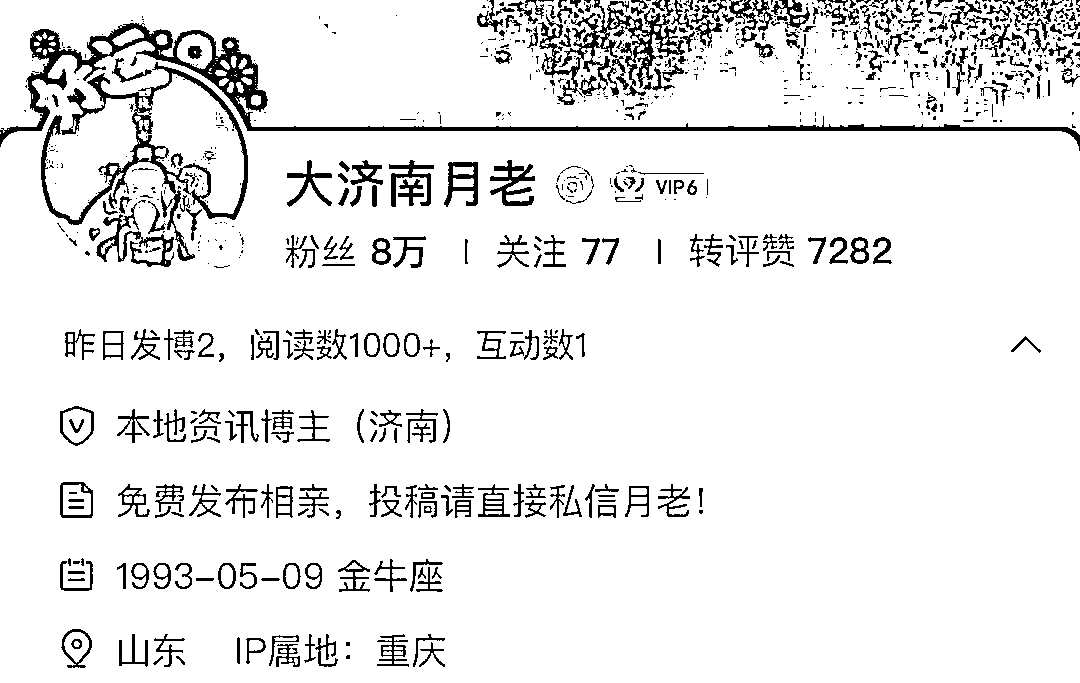 大济南月老 VIP6
粉丝 8万 | 关注 77 | 转评赞 7282
昨日发博2，阅读数1000+，互动数1
本地资讯博主（济南）
免费发布相亲，投稿请直接私信月老！
1993-05-09 金牛座
山东 IP属地：重庆